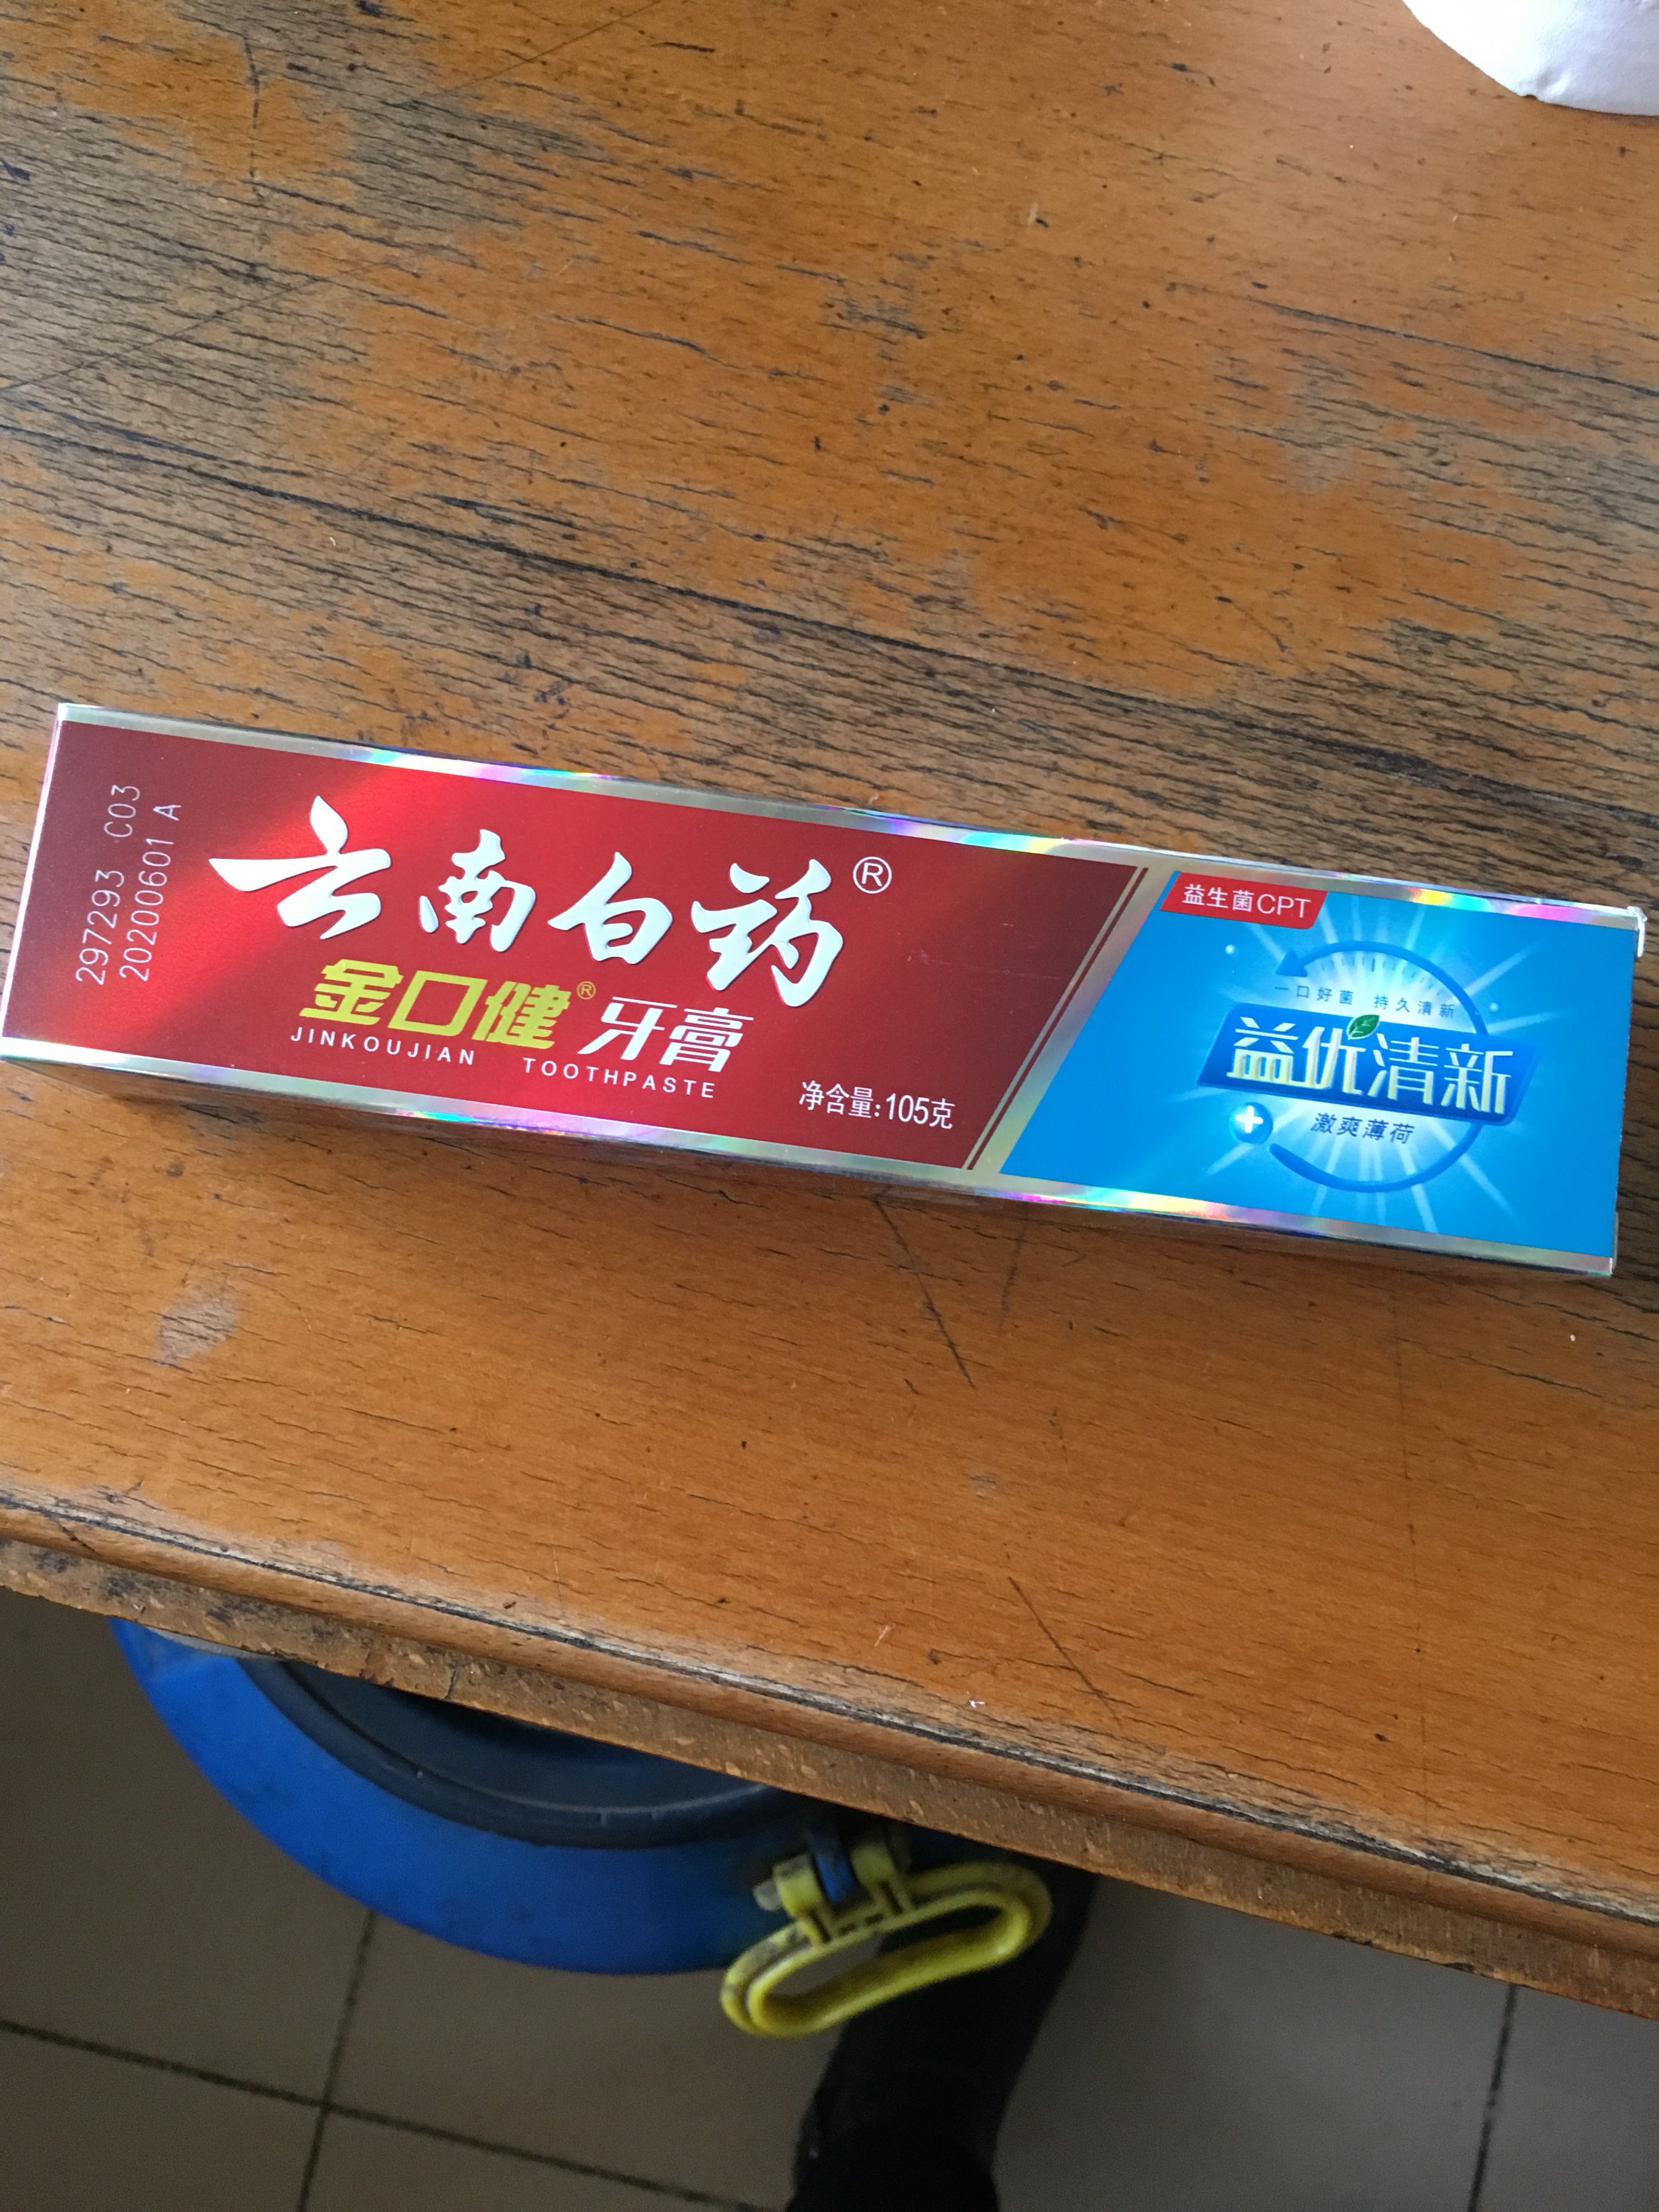 297293 C03
20200601 A
云南白药®
金口健®牙膏
JINKOUJIAN TOOTHPASTE
净含量:105克
益生菌CPT
一口好菌 持久清新
益优清新
激爽薄荷